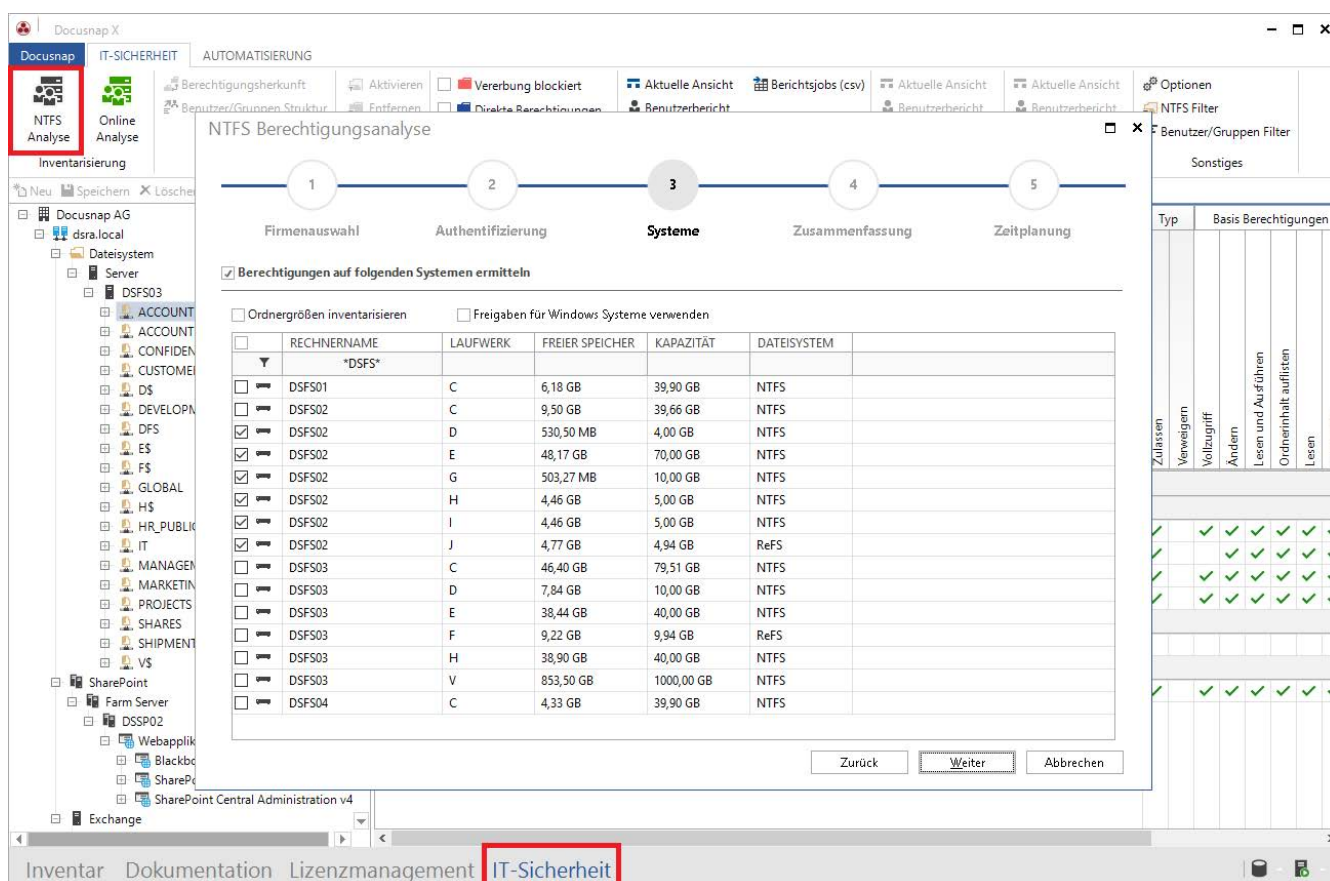 Docusnap X
Docusnap IT-SICHERHEIT AUTOMATISIERUNG
NTFS Analyse
Online Analyse
Inventarisierung
Berechtigungsherkunft
Benutzer/Gruppen Struktur
Aktivieren
Entfernen
Vererbung blockiert
Direkte Berechtigungen
Aktuelle Ansicht
Benutzerbericht
Berichtsjobs (csv)
Aktuelle Ansicht
Benutzerbericht
Aktuelle Ansicht
Benutzerbericht
Optionen
NTFS Filter
Benutzer/Gruppen Filter
Sonstiges
Neu Speichern Lösche
Docusnap AG
dsra.local
Dateisystem
Server
DSFS03
ACCOUNT
ACCOUNT
CONFIDEN
CUSTOME
D$
DEVELOPM
DFS
E$
F$
GLOBAL
H$
HR_PUBLIC
IT
MANAGEM
MARKETIN
PROJECTS
SHARES
SHIPMENT
V$
SharePoint
Farm Server
DSSP02
Webapplik
Blackbo
SharePo
SharePoint Central Administration v4
Exchange
NTFS Berechtigungsanalyse
1 2 3 4 5
Firmenauswahl Authentifizierung Systeme Zusammenfassung Zeitplanung
Berechtigungen auf folgenden Systemen ermitteln
Ordnergrößen inventarisieren Freigaben für Windows Systeme verwenden
RECHNERNAME LAUFWERK FREIER SPEICHER KAPAZITÄT DATEISYSTEM
*DSFS*
DSFS01 C 6,18 GB 39,90 GB NTFS
DSFS02 C 9,50 GB 39,66 GB NTFS
DSFS02 D 530,50 MB 4,00 GB NTFS
DSFS02 E 48,17 GB 70,00 GB NTFS
DSFS02 G 503,27 MB 10,00 GB NTFS
DSFS02 H 4,46 GB 5,00 GB NTFS
DSFS02 I 4,46 GB 5,00 GB NTFS
DSFS02 J 4,77 GB 4,94 GB ReFS
DSFS03 C 46,40 GB 79,51 GB NTFS
DSFS03 D 7,84 GB 10,00 GB NTFS
DSFS03 E 38,44 GB 40,00 GB NTFS
DSFS03 F 9,22 GB 9,94 GB ReFS
DSFS03 H 38,90 GB 40,00 GB NTFS
DSFS03 V 853,50 GB 1000,00 GB NTFS
DSFS04 C 4,33 GB 39,90 GB NTFS
Zurück Weiter Abbrechen
Typ Basis Berechtigungen
Zulassen
Verweigern
Vollzugriff
Ändern
Lesen und Ausführen
Ordnerinhalt auflisten
Lesen
Inventar Dokumentation Lizenzmanagement IT-Sicherheit